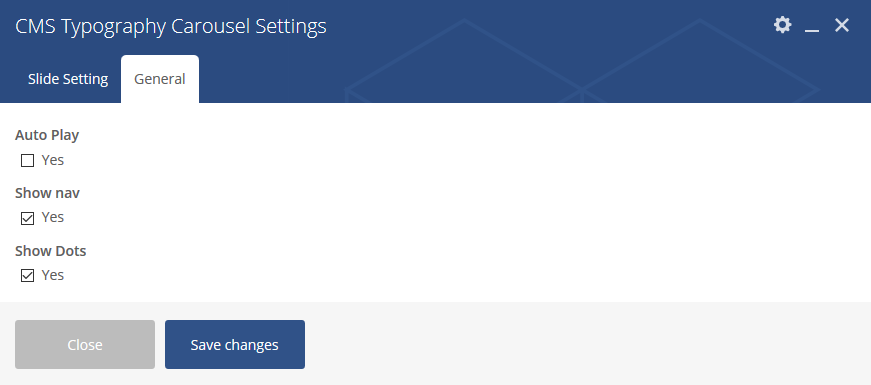 CMS Typography Carousel Settings
Slide Setting General
Auto Play
Yes
Show nav
Yes
Show Dots
Yes
Close Save changes